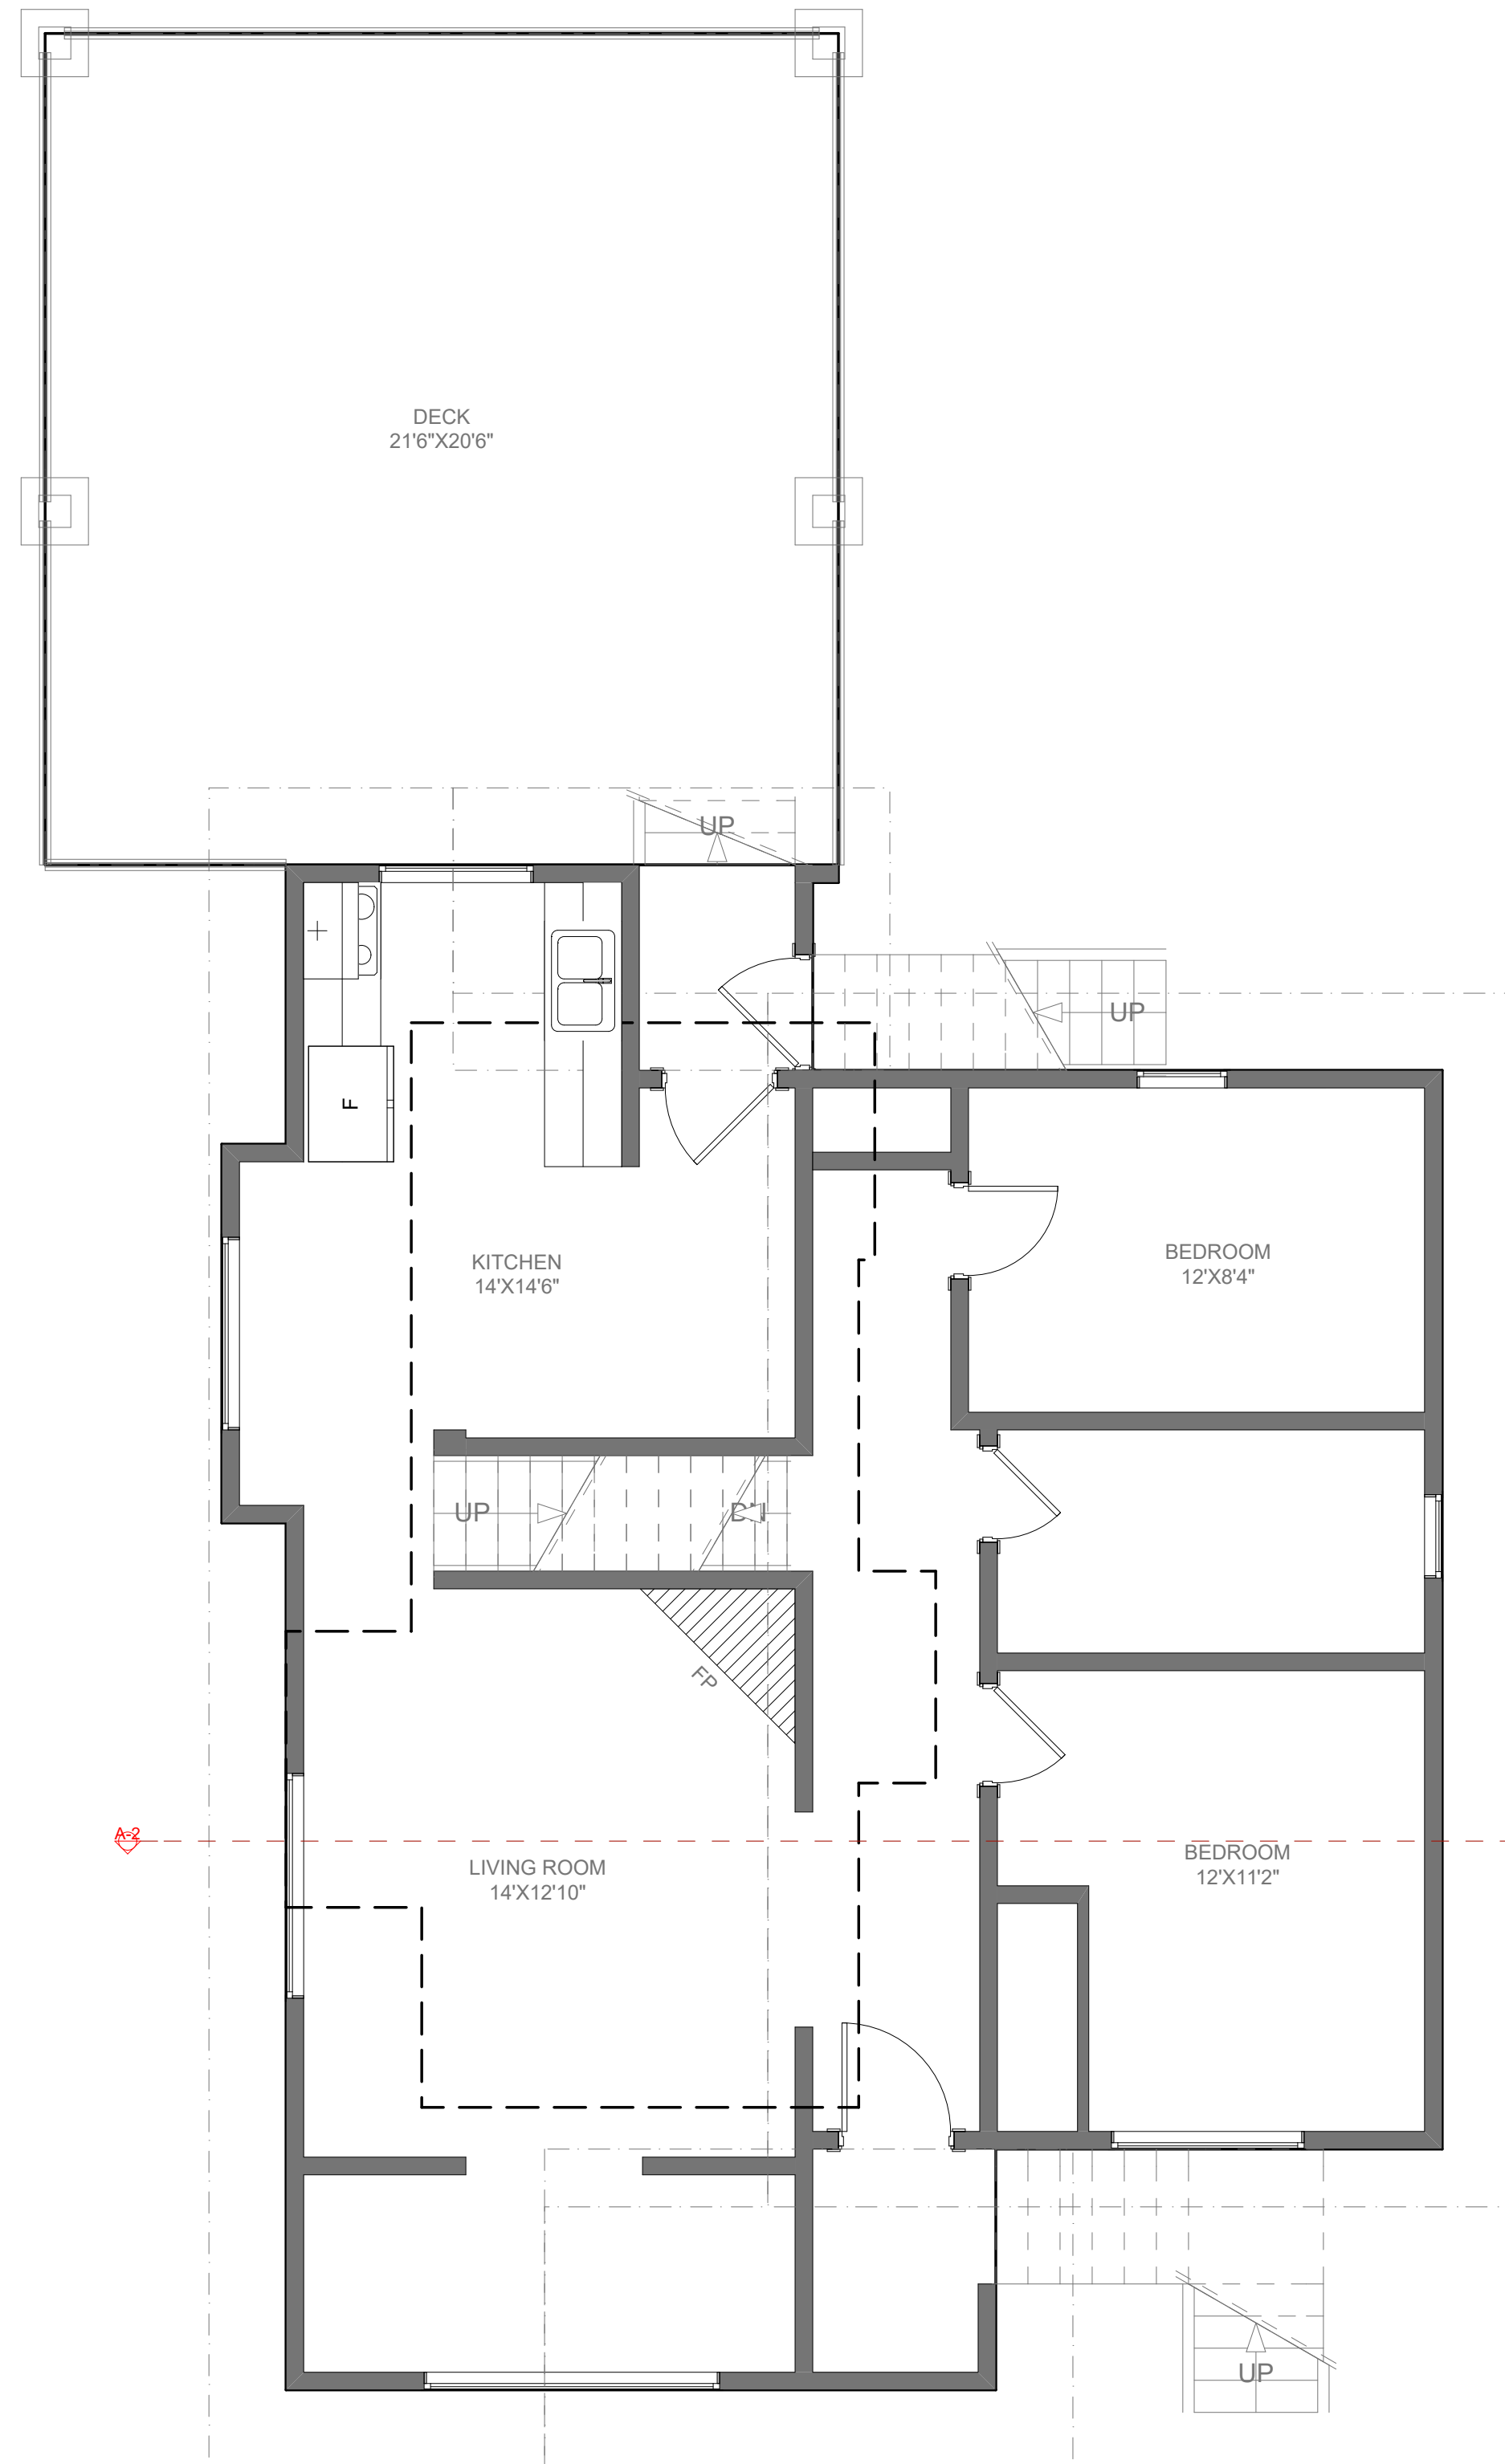 DECK
21'6"X20'6"
UP
UP
F
KITCHEN
14'X14'6"
BEDROOM
12'X8'4"
UP
DN
FP
A-2
LIVING ROOM
14'X12'10"
BEDROOM
12'X11'2"
UP